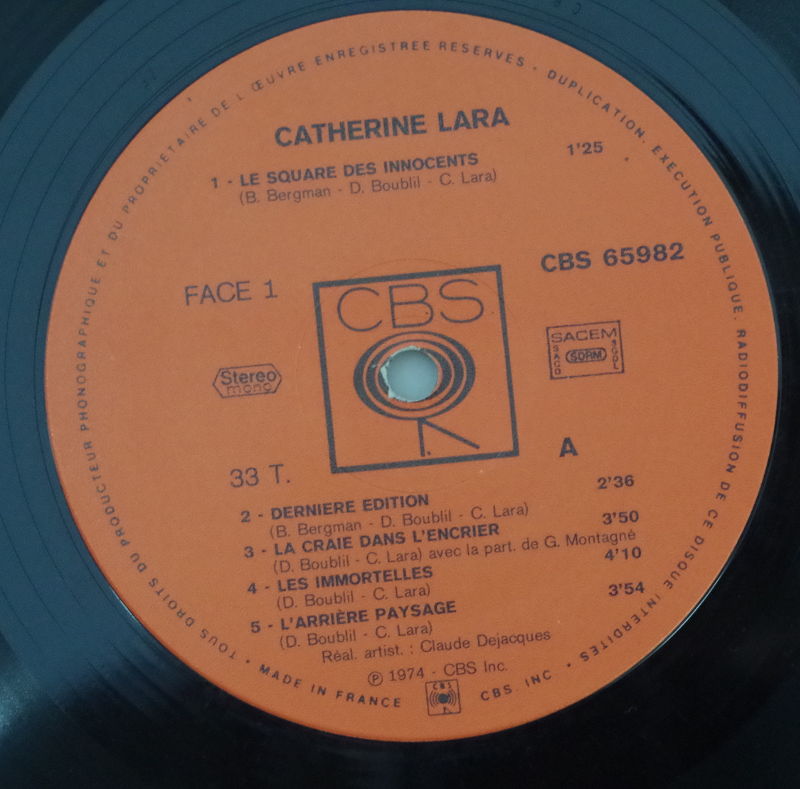 TOUS DROITS DU PRODUCTEUR PHONOGRAPHIQUE ET DU PROPRIETAIRE DE L'ŒUVRE ENREGISTREE RESERVES - DUPLICATION. EXECUTION PUBLIQUE. RADIODIFFUSION DE CE DISQUE INTERDITES •
CATHERINE LARA
1 - LE SQUARE DES INNOCENTS 1'25
(B. Bergman - D. Boublil - C. Lara)
FACE 1
CBS
CBS 65982
SACEM
SACD SDRM SGDL
Stereo
mono
33 T.
A
2 - DERNIERE EDITION 2'36
(B. Bergman - D. Boublil - C. Lara)
3 - LA CRAIE DANS L'ENCRIER 3'50
(D. Boublil - C. Lara) avec la part. de G. Montagné
4 - LES IMMORTELLES 4'10
(D. Boublil - C. Lara)
5 - L'ARRIÈRE PAYSAGE 3'54
(D. Boublil - C. Lara)
Réal. artist. : Claude Dejacques
Ⓟ 1974 - CBS Inc.
• MADE IN FRANCE
CBS
CBS. INC •